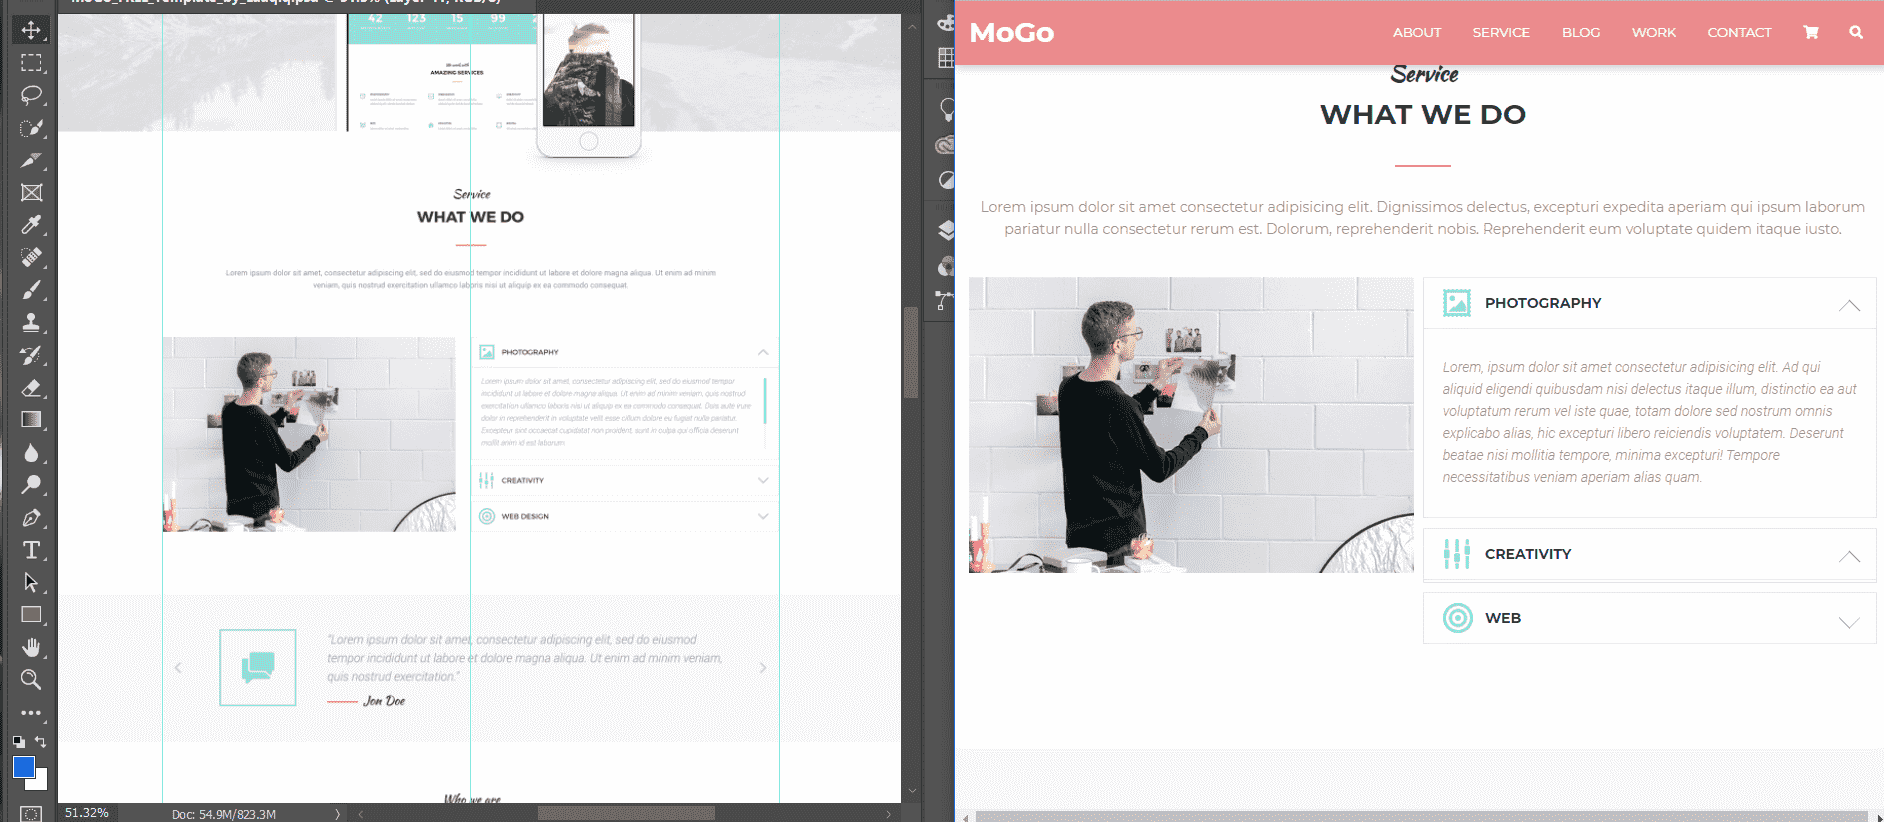 42 123 15 99
We work with
AMAZING SERVICES
Service
WHAT WE DO
Lorem ipsum dolor sit amet, consectetur adipiscing elit, sed do eiusmod tempor incididunt ut labore et dolore magna aliqua. Ut enim ad minim
veniam, quis nostrud exercitation ullamco laboris nisi ut aliquip ex ea commodo consequat.
PHOTOGRAPHY
Lorem ipsum dolor sit amet, consectetur adipiscing elit, sed do eiusmod tempor
incididunt ut labore et dolore magna aliqua. Ut enim ad minim veniam, quis nostrud
exercitation ullamco laboris nisi ut aliquip ex ea commodo consequat. Duis aute irure
dolor in reprehenderit in voluptate velit esse cillum dolore eu fugiat nulla pariatur.
Excepteur sint occaecat cupidatat non proident, sunt in culpa qui officia deserunt
mollit anim id est laborum.
CREATIVITY
WEB DESIGN
"Lorem ipsum dolor sit amet, consectetur adipiscing elit, sed do eiusmod
tempor incididunt ut labore et dolore magna aliqua. Ut enim ad minim veniam,
quis nostrud exercitation."
Jon Doe
Who we are
51.32%
Doc: 54.9M/823.3M
MoGo
ABOUT SERVICE BLOG WORK CONTACT
Service
WHAT WE DO
Lorem ipsum dolor sit amet consectetur adipisicing elit. Dignissimos delectus, excepturi expedita aperiam qui ipsum laborum
pariatur nulla consectetur rerum est. Dolorum, reprehenderit nobis. Reprehenderit eum voluptate quidem itaque iusto.
PHOTOGRAPHY
Lorem, ipsum dolor sit amet consectetur adipisicing elit. Ad qui
aliquid eligendi quibusdam nisi delectus itaque illum, distinctio ea aut
voluptatum rerum vel iste quae, totam dolore sed nostrum omnis
explicabo alias, hic excepturi libero reiciendis voluptatem. Deserunt
beatae nisi mollitia tempore, minima excepturi! Tempore
necessitatibus veniam aperiam alias quam.
CREATIVITY
WEB